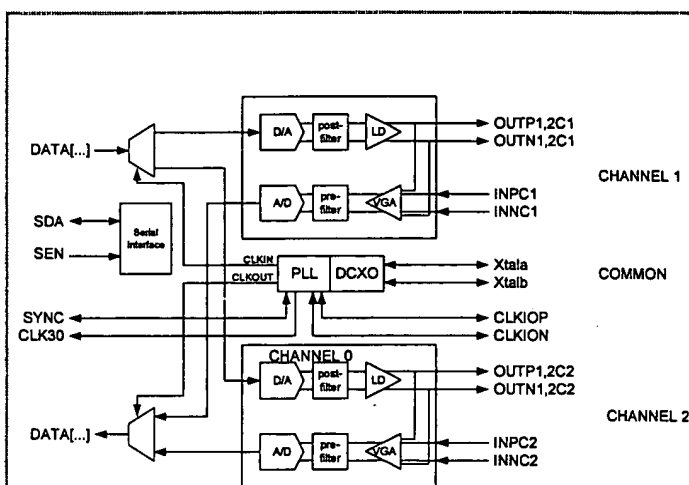 D/A
post-
filter
LD
OUTP1,2C1
OUTN1,2C1
DATA[...]
CHANNEL 1
A/D
pre-
filter
VGA
INPC1
INNC1
SDA
SEN
Serial
Interface
CLKIN
CLKOUT
PLL
DCXO
Xtala
Xtalb
COMMON
SYNC
CLK30
CLKIOP
CLKION
CHANNEL 0
D/A
post-
filter
LD
OUTP1,2C2
OUTN1,2C2
CHANNEL 2
DATA[...]
A/D
pre-
filter
VGA
INPC2
INNC2